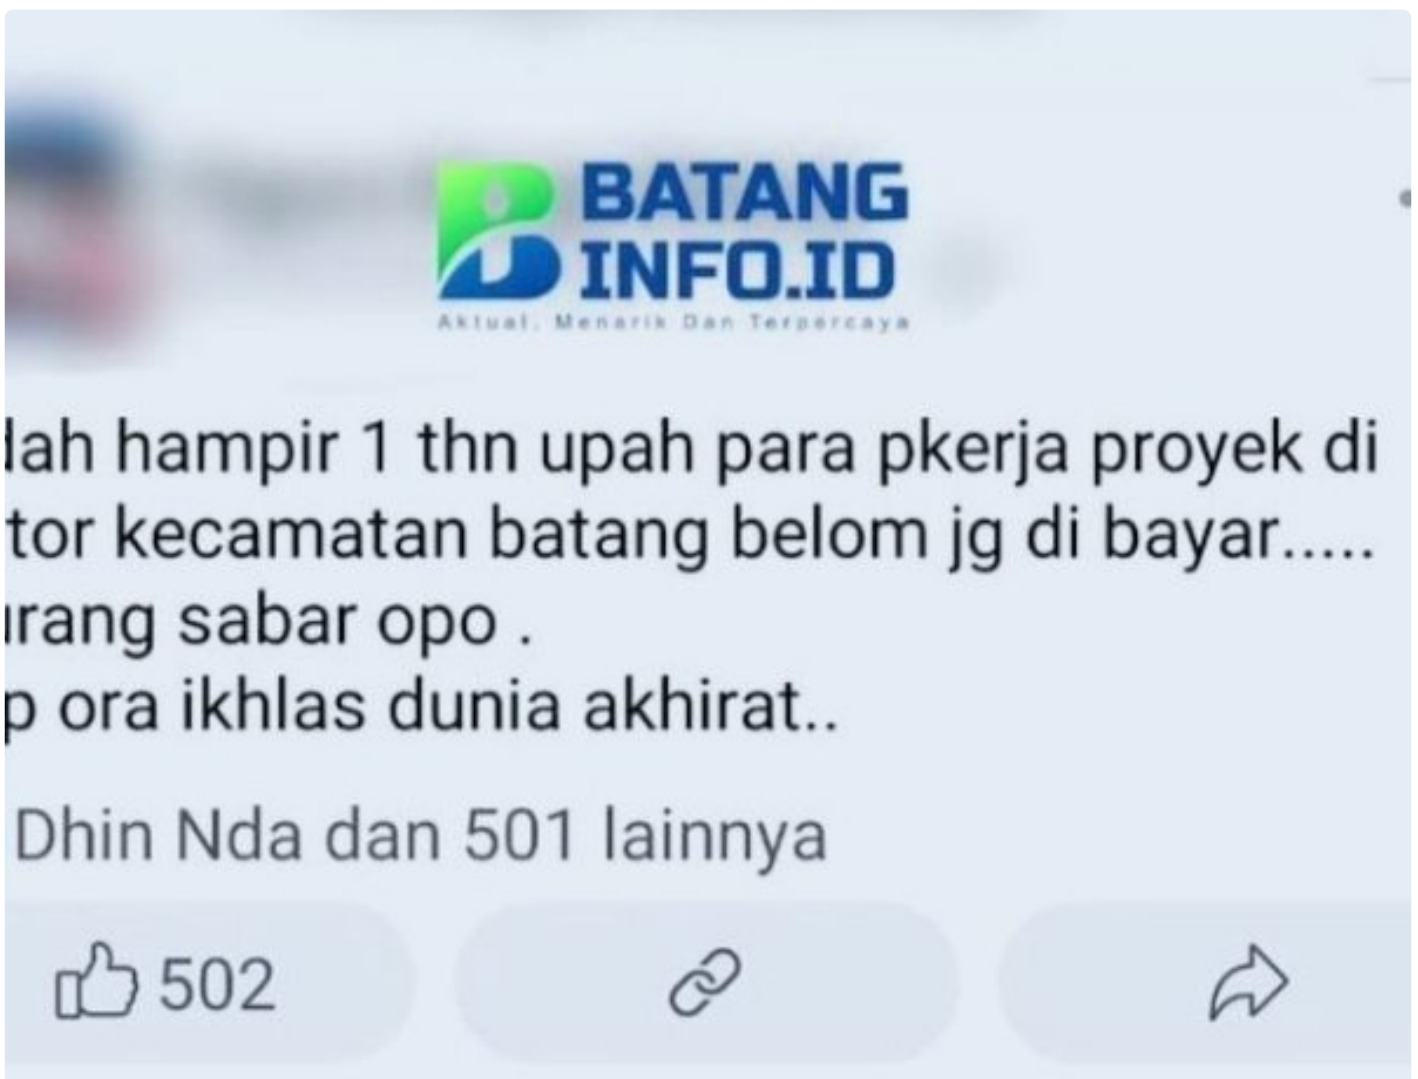 BATANG
INFO.ID
Aktual, Menarik Dan Terpercaya
dah hampir 1 thn upah para pkerja proyek di
tor kecamatan batang belom jg di bayar.....
urang sabar opo .
p ora ikhlas dunia akhirat..
Dhin Nda dan 501 lainnya
502